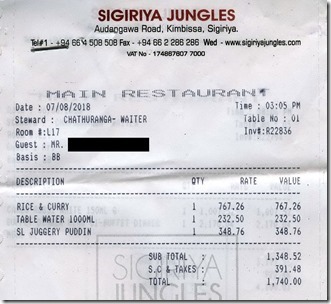 SIGIRIYA JUNGLES
Audangawa Road, Kimbissa, Sigiriya.
Tel#1 - +94 66 4 508 508 Fax - +94 66 2 286 286 Web - www.sigiriyajungles.com
VAT No - 174867807 7000
MAIN RESTAURANT
Date : 07/08/2018 Time : 03:05 PM
Steward : CHATHURANGA- WAITER Table No : 01
Room #:L17 Inv#:R22836
Guest : MR.
Basis : BB
DESCRIPTION QTY RATE VALUE
RICE & CURRY 1 767.26 767.26
TABLE WATER 1000ML 1 232.50 232.50
SL JUGGERY PUDDIN 1 348.76 348.76
SUB TOTAL : 1,348.52
S.C & TAKES : 391.48
TOTAL : 1,740.00
SIGIRIYA
JUNGLES